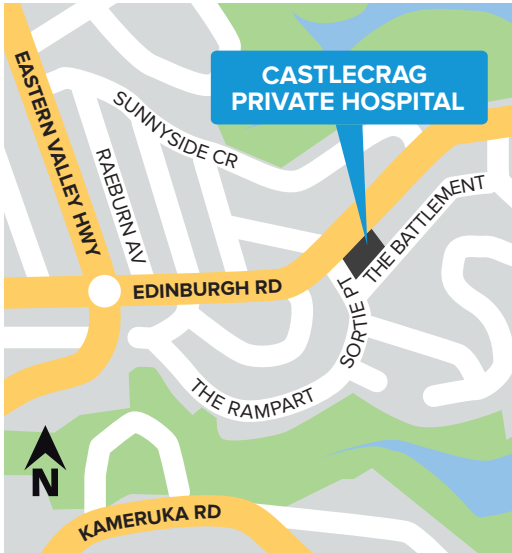 CASTLECRAG
PRIVATE HOSPITAL
EASTERN VALLEY HWY
SUNNYSIDE CR
RAEBURN AV
THE BATTLEMENT
EDINBURGH RD
SORTIE PT
THE RAMPART
N
KAMERUKA RD